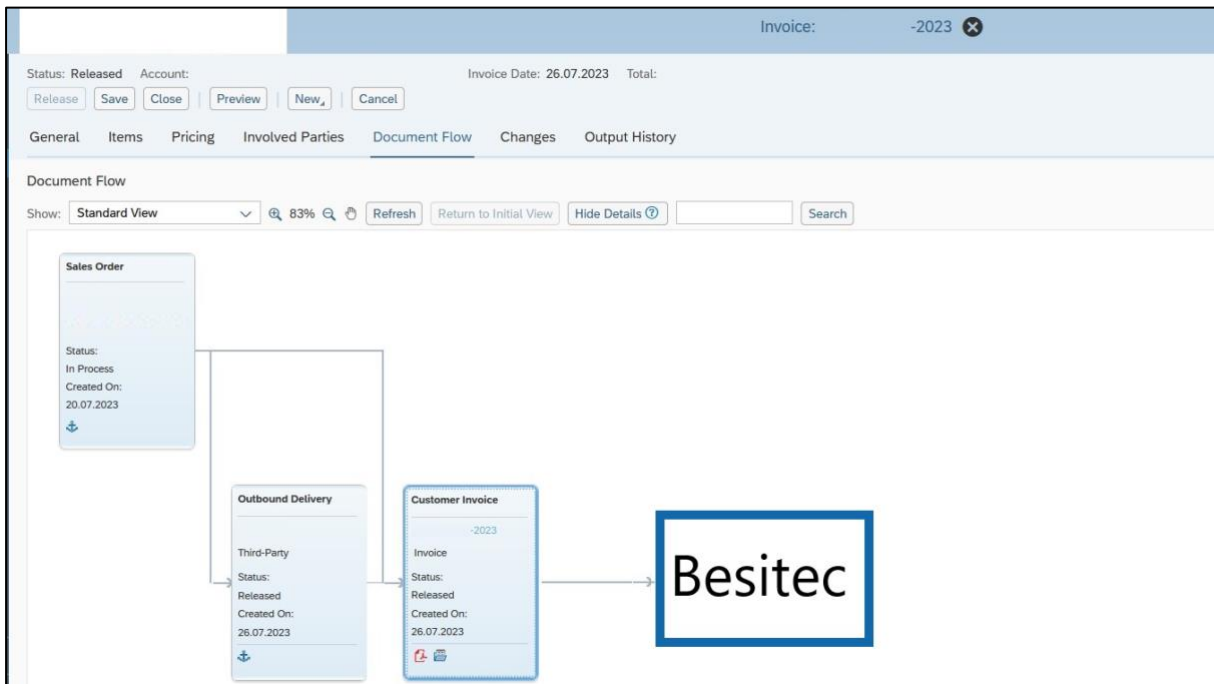 Invoice: -2023
Status: Released Account: Invoice Date: 26.07.2023 Total:
Release Save Close Preview New Cancel
General Items Pricing Involved Parties Document Flow Changes Output History
Document Flow
Show: Standard View 83% Refresh Return to Initial View Hide Details Search
Sales Order
Status:
In Process
Created On:
20.07.2023
Outbound Delivery
Third-Party
Status:
Released
Created On:
26.07.2023
Customer Invoice
-2023
Invoice
Status:
Released
Created On:
26.07.2023
Besitec